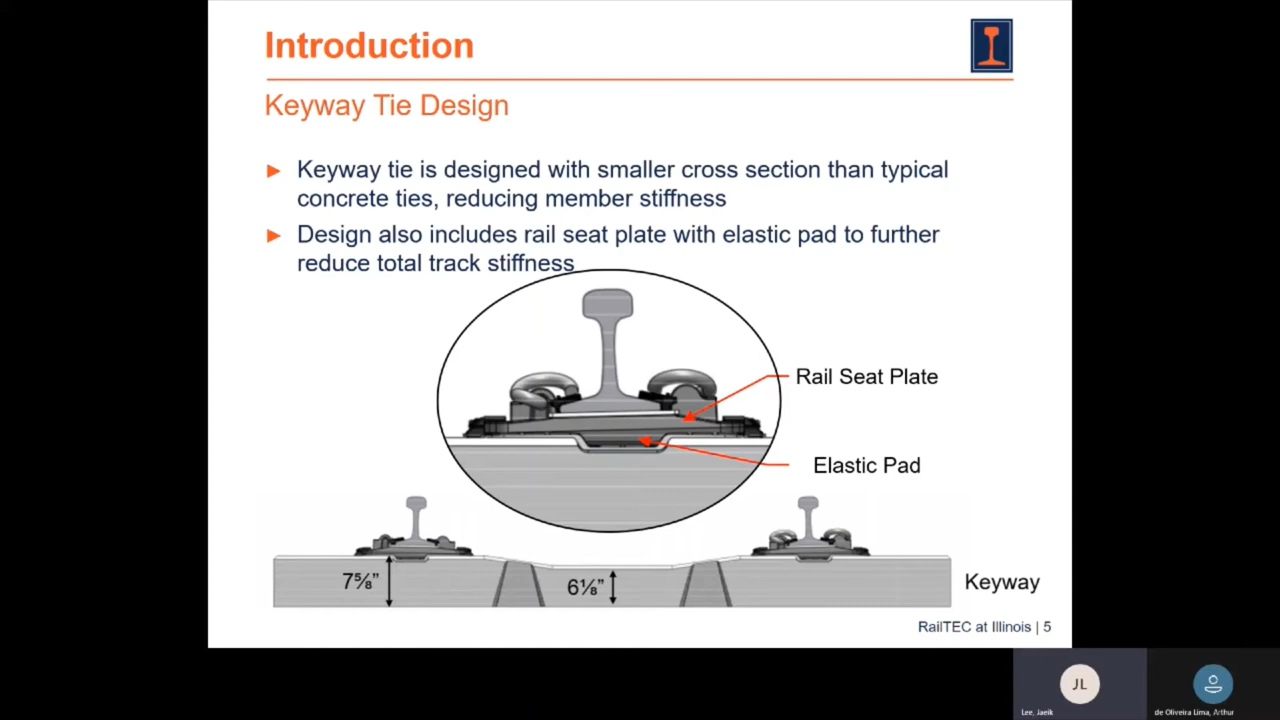 Introduction
Keyway Tie Design
Keyway tie is designed with smaller cross section than typical
concrete ties, reducing member stiffness
Design also includes rail seat plate with elastic pad to further
reduce total track stiffness
Rail Seat Plate
Elastic Pad
7⅝”
6⅛”
Keyway
RailTEC at Illinois | 5
JL
Lee, Jaeik
de Oliveira Lima, Arthur